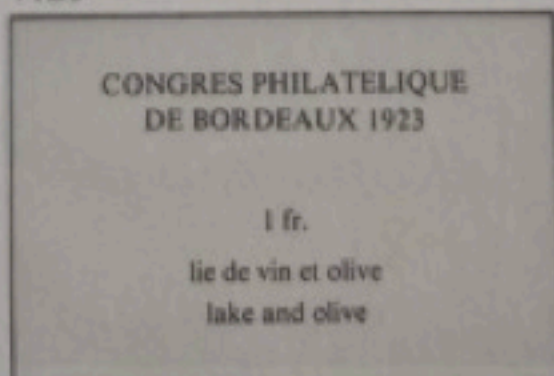 CONGRES PHILATELIQUE
DE BORDEAUX 1923
1 fr.
lie de vin et olive
lake and olive